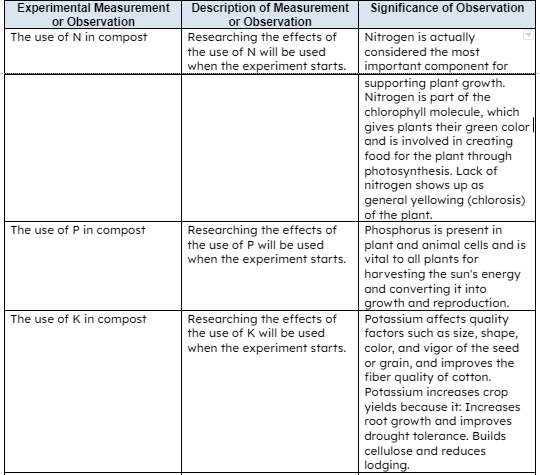 Experimental Measurement
or Observation
Description of Measurement
or Observation
Significance of Observation
The use of N in compost
Researching the effects of
the use of N will be used
when the experiment starts.
Nitrogen is actually
considered the most
important component for
supporting plant growth.
Nitrogen is part of the
chlorophyll molecule, which
gives plants their green color
and is involved in creating
food for the plant through
photosynthesis. Lack of
nitrogen shows up as
general yellowing (chlorosis)
of the plant.
The use of P in compost
Researching the effects of
the use of P will be used
when the experiment starts.
Phosphorus is present in
plant and animal cells and is
vital to all plants for
harvesting the sun's energy
and converting it into
growth and reproduction.
The use of K in compost
Researching the effects of
the use of K will be used
when the experiment starts.
Potassium affects quality
factors such as size, shape,
color, and vigor of the seed
or grain, and improves the
fiber quality of cotton.
Potassium increases crop
yields because it: Increases
root growth and improves
drought tolerance. Builds
cellulose and reduces
lodging.